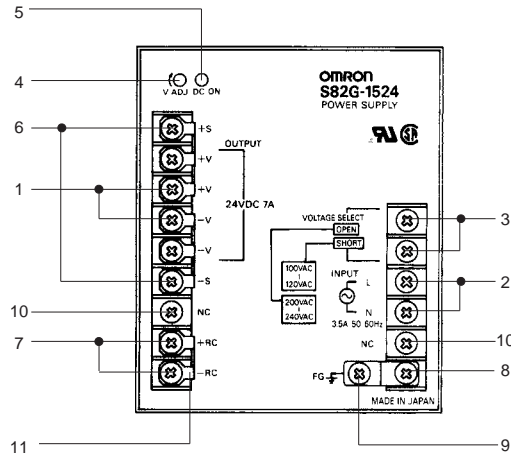 5
4
V ADJ DC ON
OMRON
S82G-1524
POWER SUPPLY
6
+S
OUTPUT
+V
1
+V
24VDC 7A
-V
-V
-S
10
NC
7
+RC
-RC
11
VOLTAGE SELECT
OPEN
SHORT
3
100VAC
120VAC
200VAC
240VAC
INPUT
L
2
N
3.5A 50 60Hz
NC
10
FG
8
MADE IN JAPAN
9